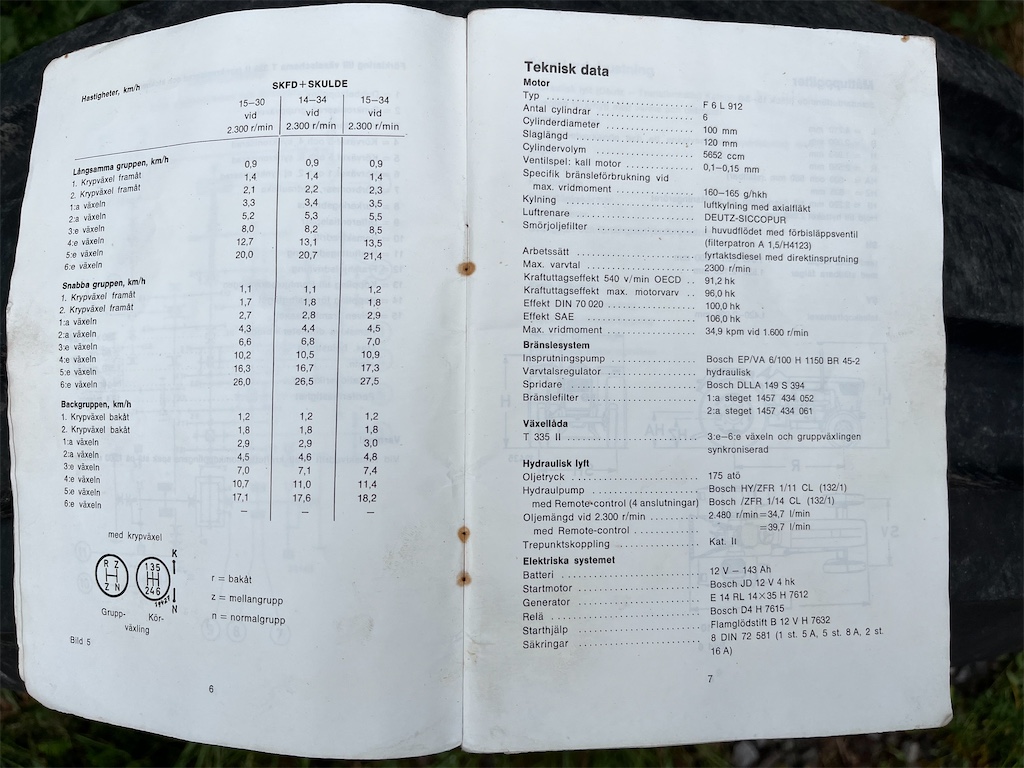 Hastigheter, km/h
SKFD+SKULDE
15—30 14—34 15—34
vid vid vid
2.300 r/min 2.300 r/min 2.300 r/min
Långsamma gruppen, km/h
1. Krypväxel framåt 0,9 0,9 0,9
2. Krypväxel framåt 1,4 1,4 1,4
1:a växeln 2,1 2,2 2,3
2:a växeln 3,3 3,4 3,5
3:e växeln 5,2 5,3 5,5
4:e växeln 8,0 8,2 8,5
5:e växeln 12,7 13,1 13,5
6:e växeln 20,0 20,7 21,4
Snabba gruppen, km/h
1. Krypväxel framåt 1,1 1,1 1,2
2. Krypväxel framåt 1,7 1,8 1,8
1:a växeln 2,7 2,8 2,9
2:a växeln 4,3 4,4 4,5
3:e växeln 6,6 6,8 7,0
4:e växeln 10,2 10,5 10,9
5:e växeln 16,3 16,7 17,3
6:e växeln 26,0 26,5 27,5
Backgruppen, km/h
1. Krypväxel bakåt 1,2 1,2 1,2
2. Krypväxel bakåt 1,8 1,8 1,8
1:a växeln 2,9 2,9 3,0
2:a växeln 4,5 4,6 4,8
3:e växeln 7,0 7,1 7,4
4:e växeln 10,7 11,0 11,4
5:e växeln 17,1 17,6 18,2
6:e växeln — — —
med krypväxel
K
R Z 1 3 5
Z N 2 4 6
N
r = bakåt
z = mellangrupp
n = normalgrupp
Grupp- Kör-
växling
Bild 5
6
Teknisk data
Motor
Typ .......... F 6 L 912
Antal cylindrar .......... 6
Cylinderdiameter .......... 100 mm
Slaglängd .......... 120 mm
Cylindervolym .......... 5652 ccm
Ventilspel: kall motor .......... 0,1—0,15 mm
Specifik bränsleförbrukning vid
max. vridmoment .......... 160—165 g/hkh
Kylning .......... luftkylning med axialfläkt
Luftrenare .......... DEUTZ-SICCOPUR
Smörjoljefilter .......... i huvudflödet med förbisläppsventil
(filterpatron A 1,5/H4123)
Arbetssätt .......... fyrtaktsdiesel med direktinsprutning
Max. varvtal .......... 2300 r/min
Kraftuttagseffekt 540 v/min OECD .. 91,2 hk
Kraftuttagseffekt max. motorvarv .. 96,0 hk
Effekt DIN 70 020 .......... 100,0 hk
Effekt SAE .......... 106,0 hk
Max. vridmoment .......... 34,9 kpm vid 1.600 r/min
Bränslesystem
Insprutningspump .......... Bosch EP/VA 6/100 H 1150 BR 45-2
Varvtalsregulator .......... hydraulisk
Spridare .......... Bosch DLLA 149 S 394
Bränslefilter .......... 1:a steget 1457 434 052
2:a steget 1457 434 061
Växellåda
T 335 II .......... 3:e—6:e växeln och gruppväxlingen
synkroniserad
Hydraulisk lyft
Oljetryck .......... 175 atö
Hydraulpump .......... Bosch HY/ZFR 1/11 CL (132/1)
med Remote-control (4 anslutningar) Bosch /ZFR 1/14 CL (132/1)
Oljemängd vid 2.300 r/min .......... 2.480 r/min=34,7 l/min
med Remote-control .......... =39,7 l/min
Trepunktskoppling .......... Kat. II
Elektriska systemet
Batteri .......... 12 V — 143 Ah
Startmotor .......... Bosch JD 12 V 4 hk
Generator .......... E 14 RL 14×35 H 7612
Relä .......... Bosch D4 H 7615
Starthjälp .......... Flamglödstift B 12 V H 7632
Säkringar .......... 8 DIN 72 581 (1 st. 5 A, 5 st. 8 A, 2 st.
16 A)
7